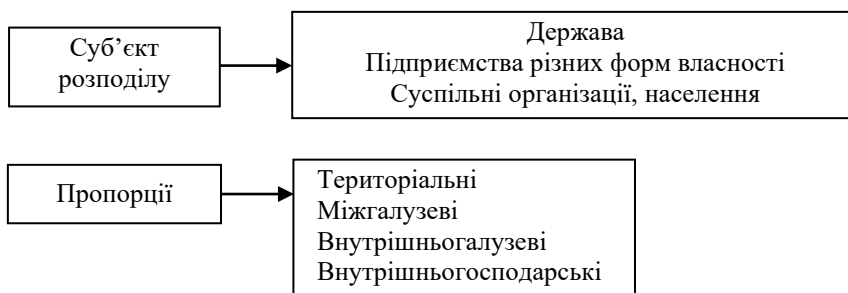 Суб’єкт
розподілу
Держава
Підприємства різних форм власності
Суспільні організації, населення
Пропорції
Територіальні
Міжгалузеві
Внутрішньогалузеві
Внутрішньогосподарські